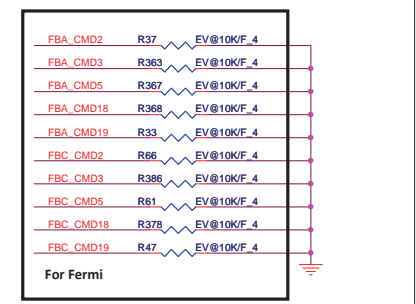 FBA_CMD2 R37 EV@10K/F_4
FBA_CMD3 R363 EV@10K/F_4
FBA_CMD5 R367 EV@10K/F_4
FBA_CMD18 R368 EV@10K/F_4
FBA_CMD19 R33 EV@10K/F_4
FBC_CMD2 R66 EV@10K/F_4
FBC_CMD3 R386 EV@10K/F_4
FBC_CMD5 R61 EV@10K/F_4
FBC_CMD18 R378 EV@10K/F_4
FBC_CMD19 R47 EV@10K/F_4
For Fermi